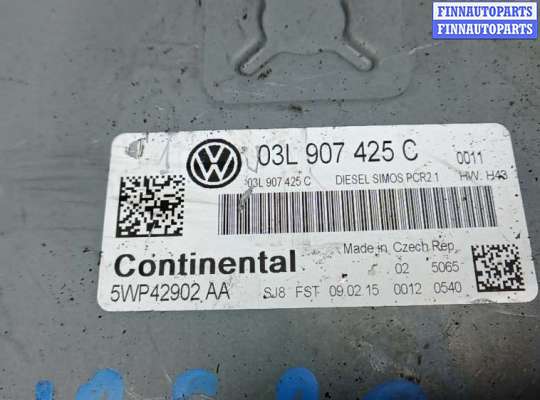 FINNAUTOPARTS
FINNAUTOPARTS
03L 907 425 C 0011
03L 907 425 C DIESEL SIMOS PCR2.1 HW: H43
Made in Czech Rep.
Continental 02 5065
5WP42902 AA SJ8 FST 09.02.15 0012 0540